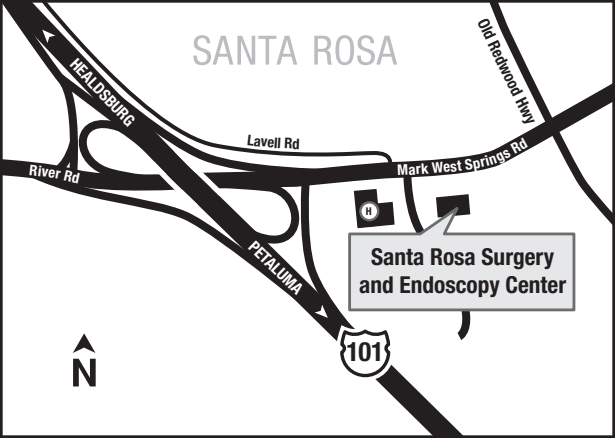 SANTA ROSA
Old Redwood Hwy
HEALDSBURG
Lavell Rd
Mark West Springs Rd
River Rd
H
PETALUMA
Santa Rosa Surgery
and Endoscopy Center
101
N